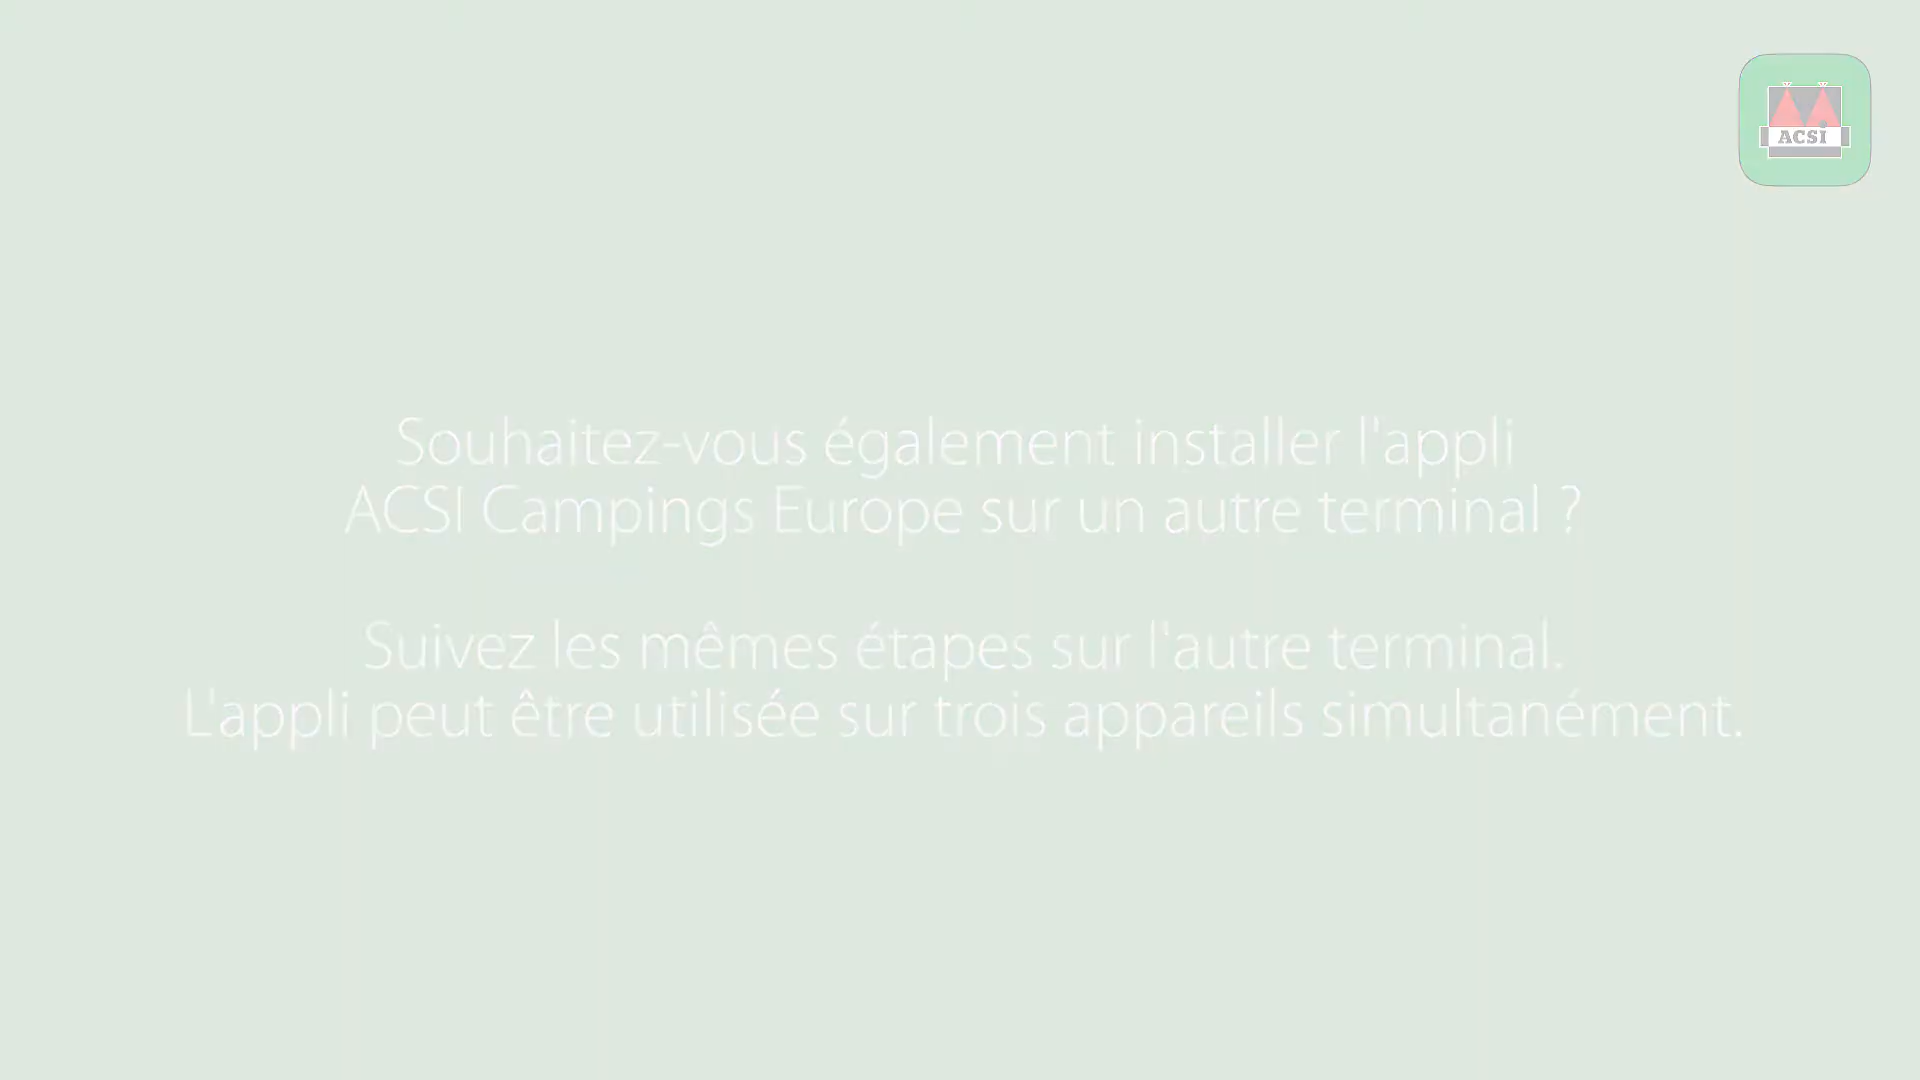 ACSI
Souhaitez-vous également installer l'appli
ACSI Campings Europe sur un autre terminal ?
Suivez les mêmes étapes sur l'autre terminal.
L'appli peut être utilisée sur trois appareils simultanément.